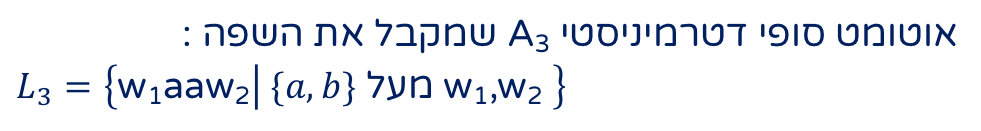 אוטומט סופי דטרמיניסטי A₃ שמקבל את השפה :
L₃ = {w₁aaw₂| {a, b} מעל w₁,w₂ }